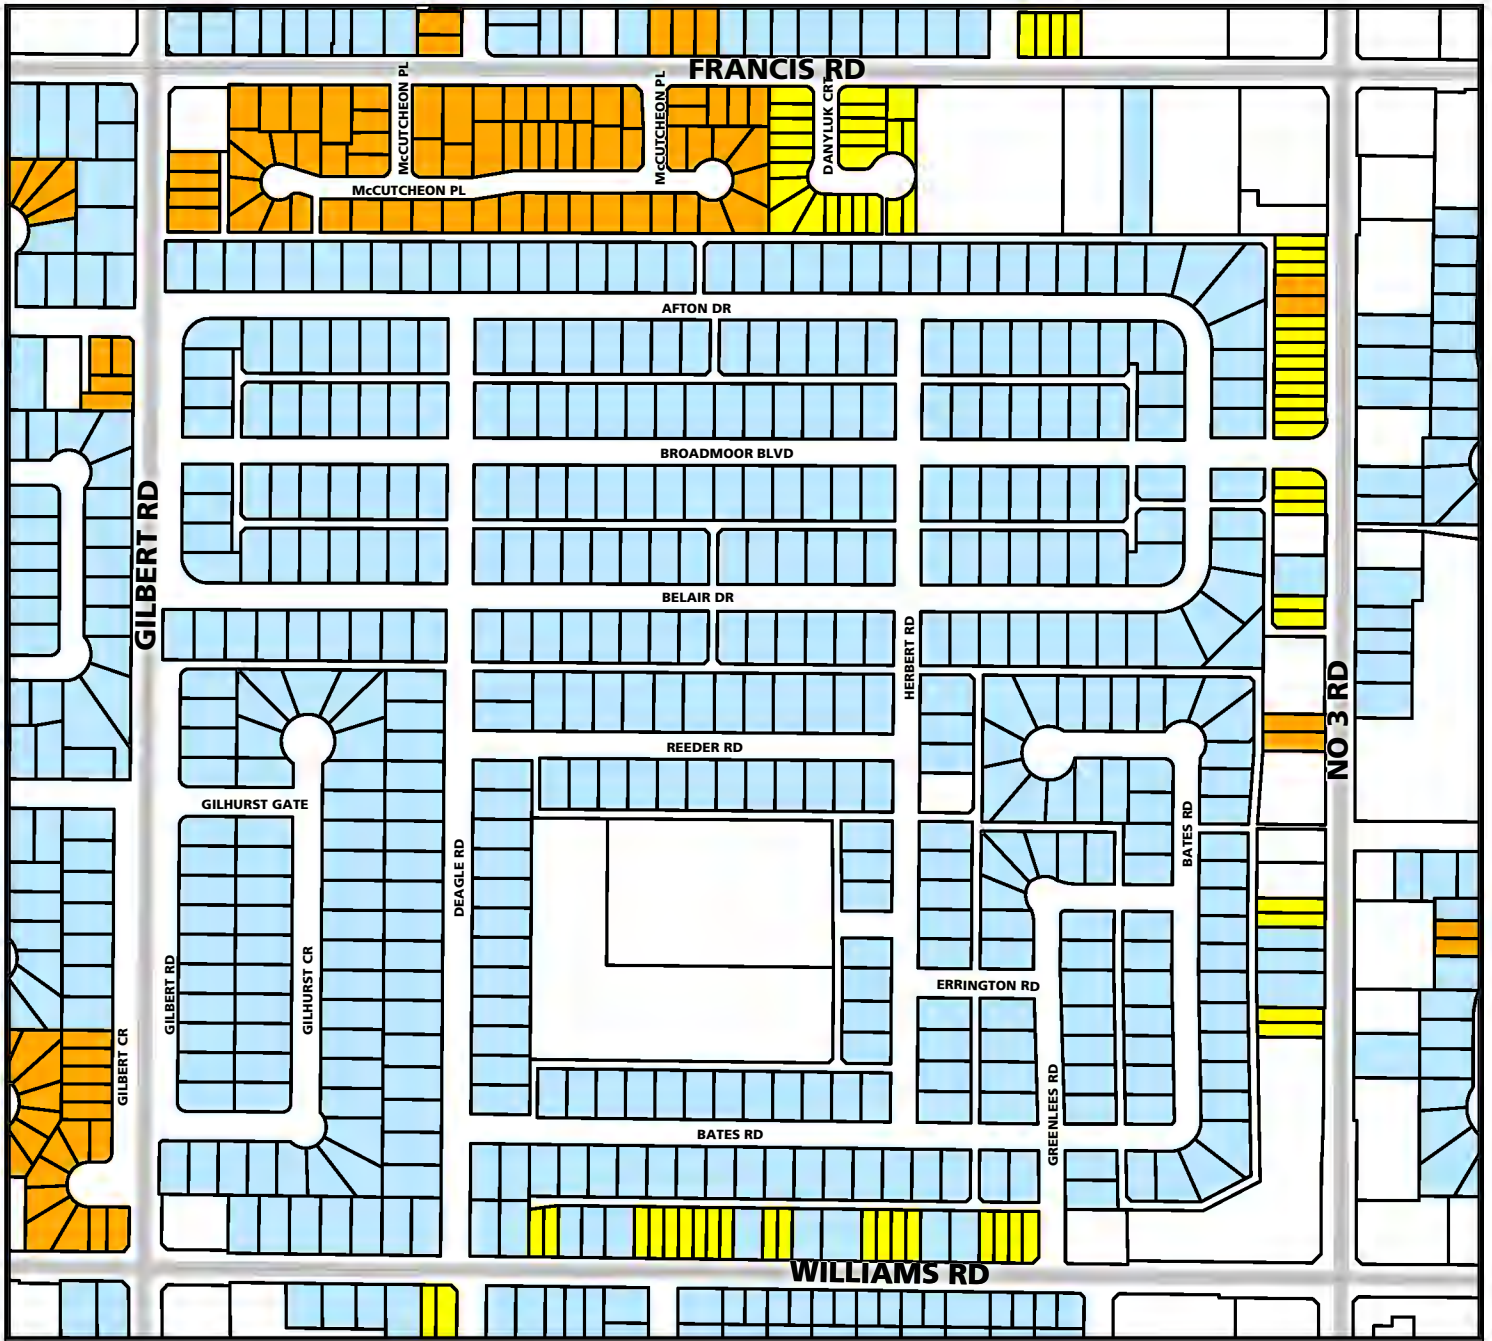 FRANCIS RD
McCUTCHEON PL
McCUTCHEON PL
DANYLUK CRT
McCUTCHEON PL
AFTON DR
BROADMOOR BLVD
GILBERT RD
BELAIR DR
HERBERT RD
NO 3 RD
REEDER RD
GILHURST GATE
BATES RD
DEAGLE RD
GILBERT RD
GILHURST CR
ERRINGTON RD
GILBERT CR
GREENLEES RD
BATES RD
WILLIAMS RD